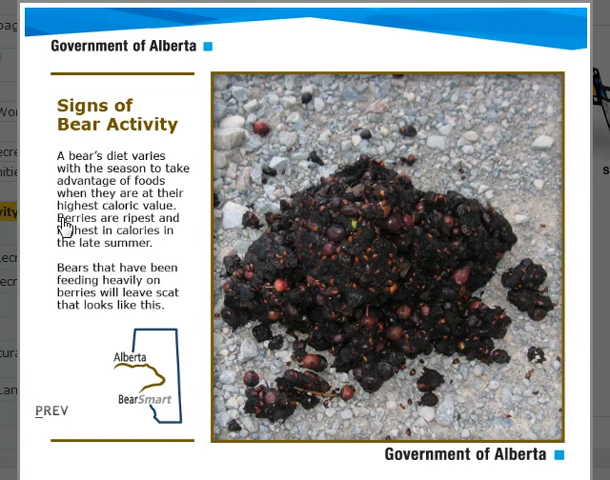 Government of Alberta
Signs of
Bear Activity
A bear's diet varies
with the season to take
advantage of foods
when they are at their
highest caloric value.
Berries are ripest and
highest in calories in
the late summer.
Bears that have been
feeding heavily on
berries will leave scat
that looks like this.
Alberta
BearSmart
PREV
Government of Alberta